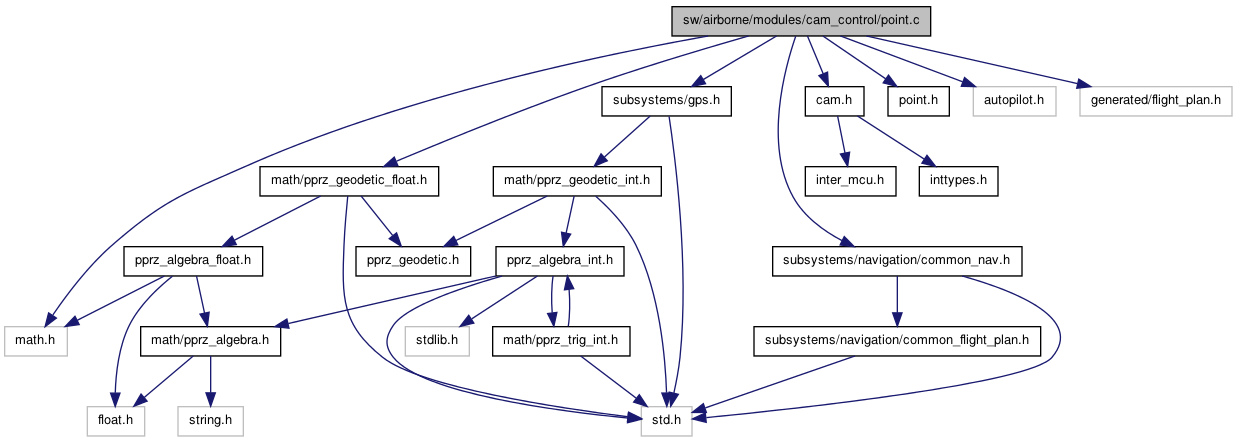 sw/airborne/modules/cam_control/point.c
subsystems/gps.h
cam.h
point.h
autopilot.h
generated/flight_plan.h
math/pprz_geodetic_float.h
math/pprz_geodetic_int.h
inter_mcu.h
inttypes.h
pprz_algebra_float.h
pprz_geodetic.h
pprz_algebra_int.h
subsystems/navigation/common_nav.h
math.h
math/pprz_algebra.h
stdlib.h
math/pprz_trig_int.h
subsystems/navigation/common_flight_plan.h
float.h
string.h
std.h